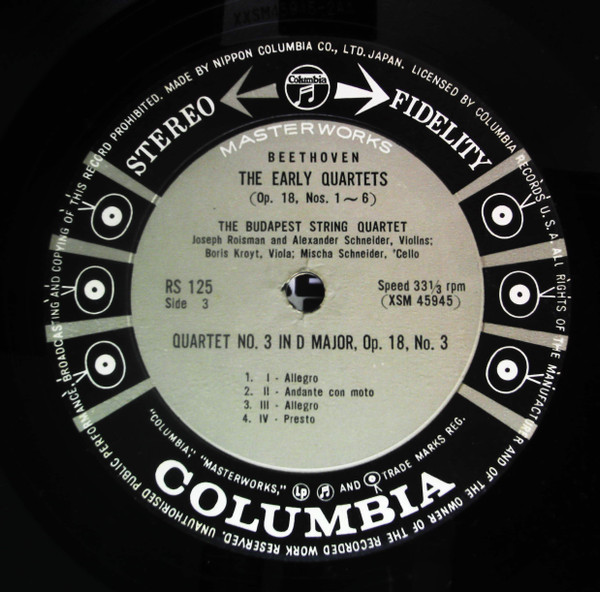 MADE BY NIPPON COLUMBIA CO., LTD. JAPAN. LICENSED BY COLUMBIA RECORDS U.S.A. ALL RIGHTS OF THE MANUFACTURER AND OF THE OWNER OF THE RECORDED WORK RESERVED. UNAUTHORISED PUBLIC PERFORMANCE, BROADCASTING AND COPYING OF THIS RECORD PROHIBITED.
Columbia
STEREO FIDELITY
MASTERWORKS
BEETHOVEN
THE EARLY QUARTETS
(Op. 18, Nos. 1~6)
THE BUDAPEST STRING QUARTET
Joseph Roisman and Alexander Schneider, Violins;
Boris Kroyt, Viola; Mischa Schneider, 'Cello
RS 125 Speed 33⅓ rpm
Side 3 (XSM 45945)
QUARTET NO. 3 IN D MAJOR, Op. 18, No. 3
1. I - Allegro
2. II - Andante con moto
3. III - Allegro
4. IV - Presto
"COLUMBIA," "MASTERWORKS," Lp AND TRADE MARKS REG.
COLUMBIA